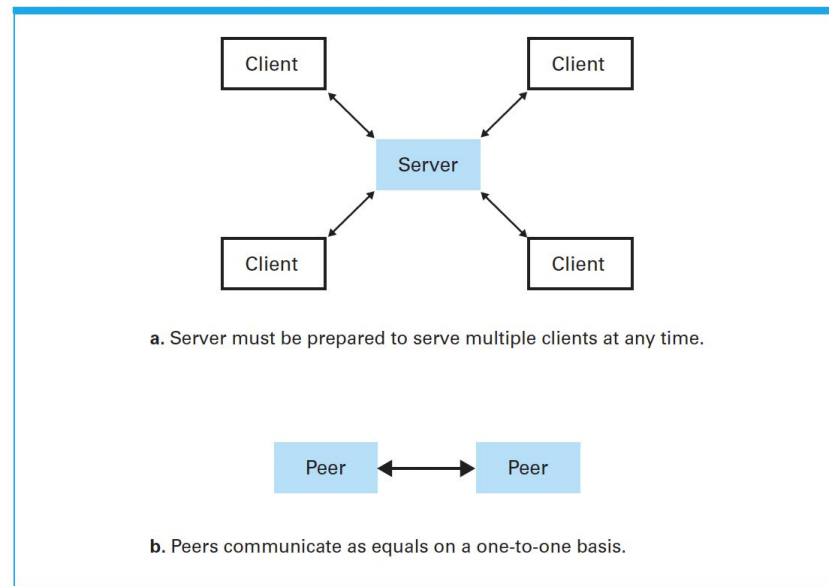 Client
Client
Server
Client
Client
a. Server must be prepared to serve multiple clients at any time.
Peer
Peer
b. Peers communicate as equals on a one-to-one basis.